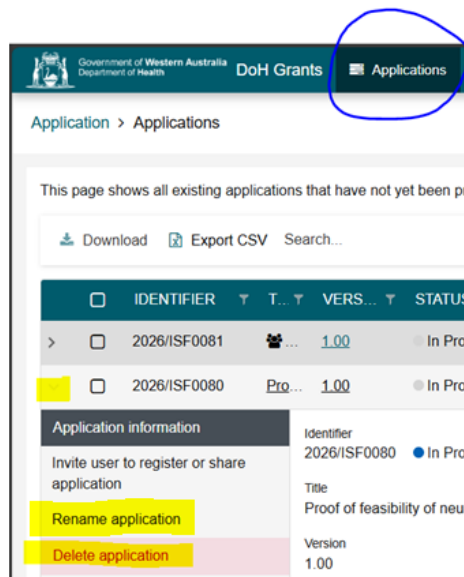 Government of Western Australia
Department of Health
DoH Grants
Applications
Application > Applications
This page shows all existing applications that have not yet been p
Download
Export CSV
Search...
IDENTIFIER T... VERS... STATUS
2026/ISF0081 ... 1.00 In Pro
2026/ISF0080 Pro... 1.00 In Pro
Application information
Invite user to register or share
application
Rename application
Delete application
Identifier
2026/ISF0080 In Pro
Title
Proof of feasibility of neu
Version
1.00